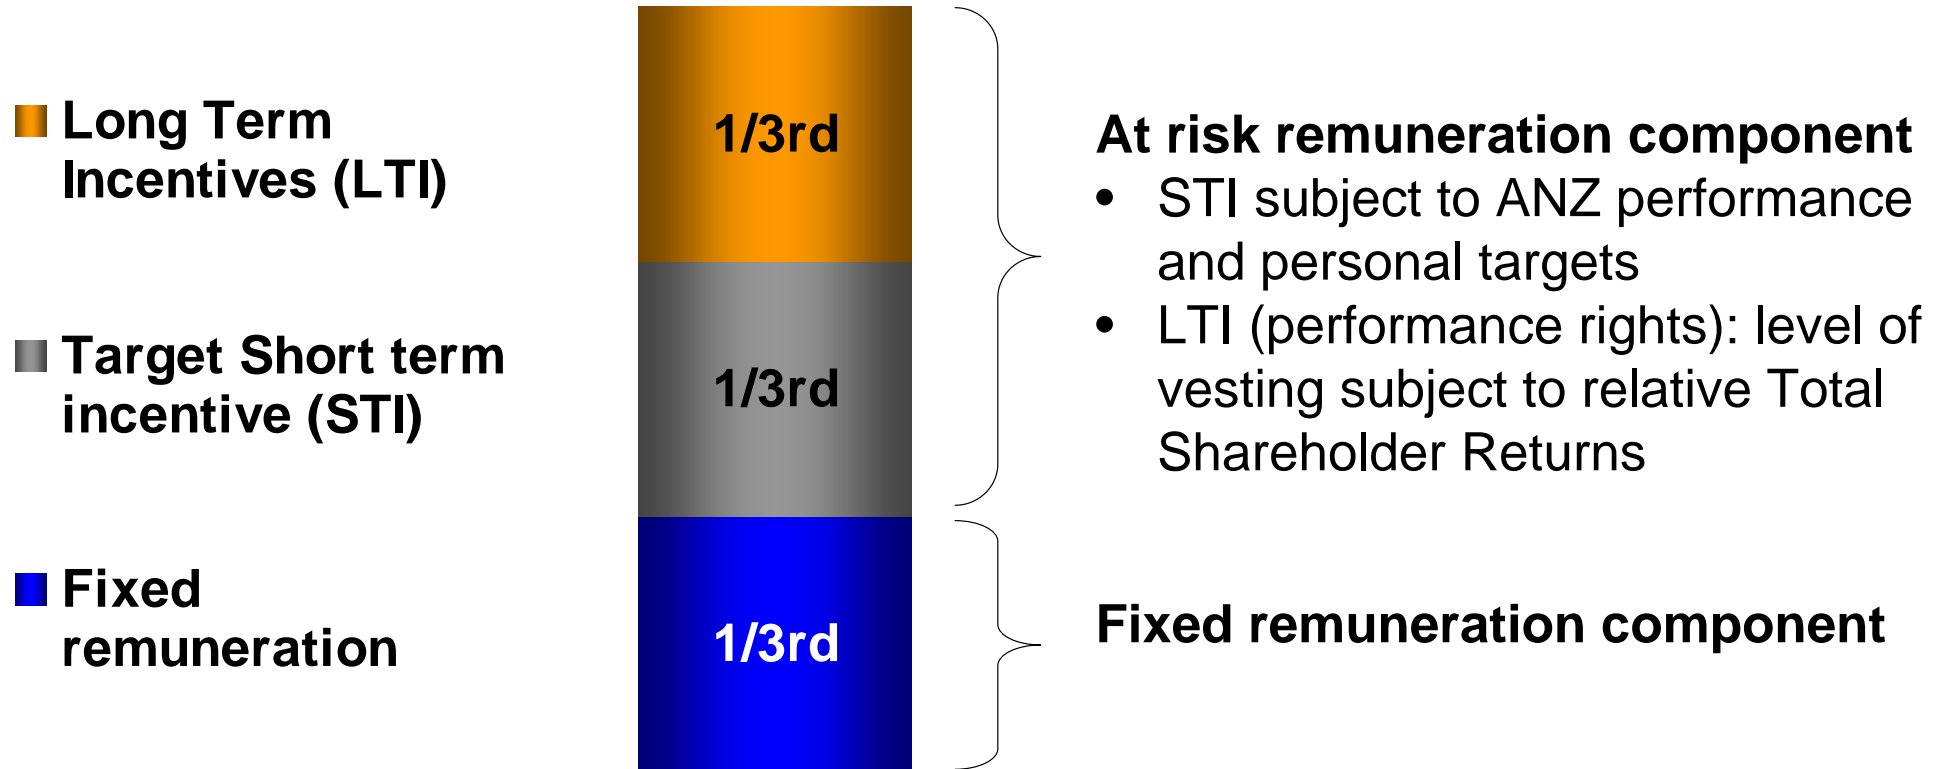 Long Term
Incentives (LTI)
Target Short term
incentive (STI)
Fixed
remuneration
1/3rd
1/3rd
1/3rd
At risk remuneration component
• STI subject to ANZ performance
and personal targets
• LTI (performance rights): level of
vesting subject to relative Total
Shareholder Returns
Fixed remuneration component